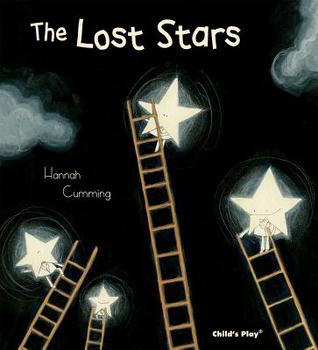 The Lost Stars
Hannah
Cumming
Child's Play®